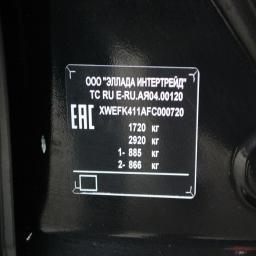 ООО "ЭЛЛАДА ИНТЕРТРЕЙД"
ТС RU E-RU.АЯ04.00120
EAC XWEFK411AFC000720
1720 кг
2920 кг
1- 885 кг
2- 866 кг